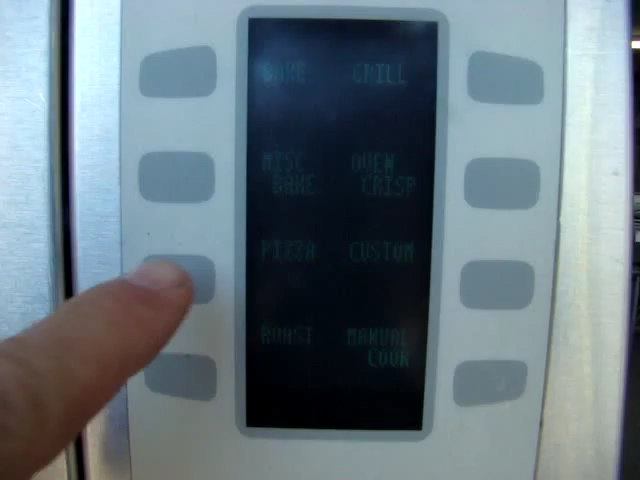 BAKE GRILL
MISC OVEN
BAKE CRISP
PIZZA CUSTOM
ROAST MANUAL
COOK